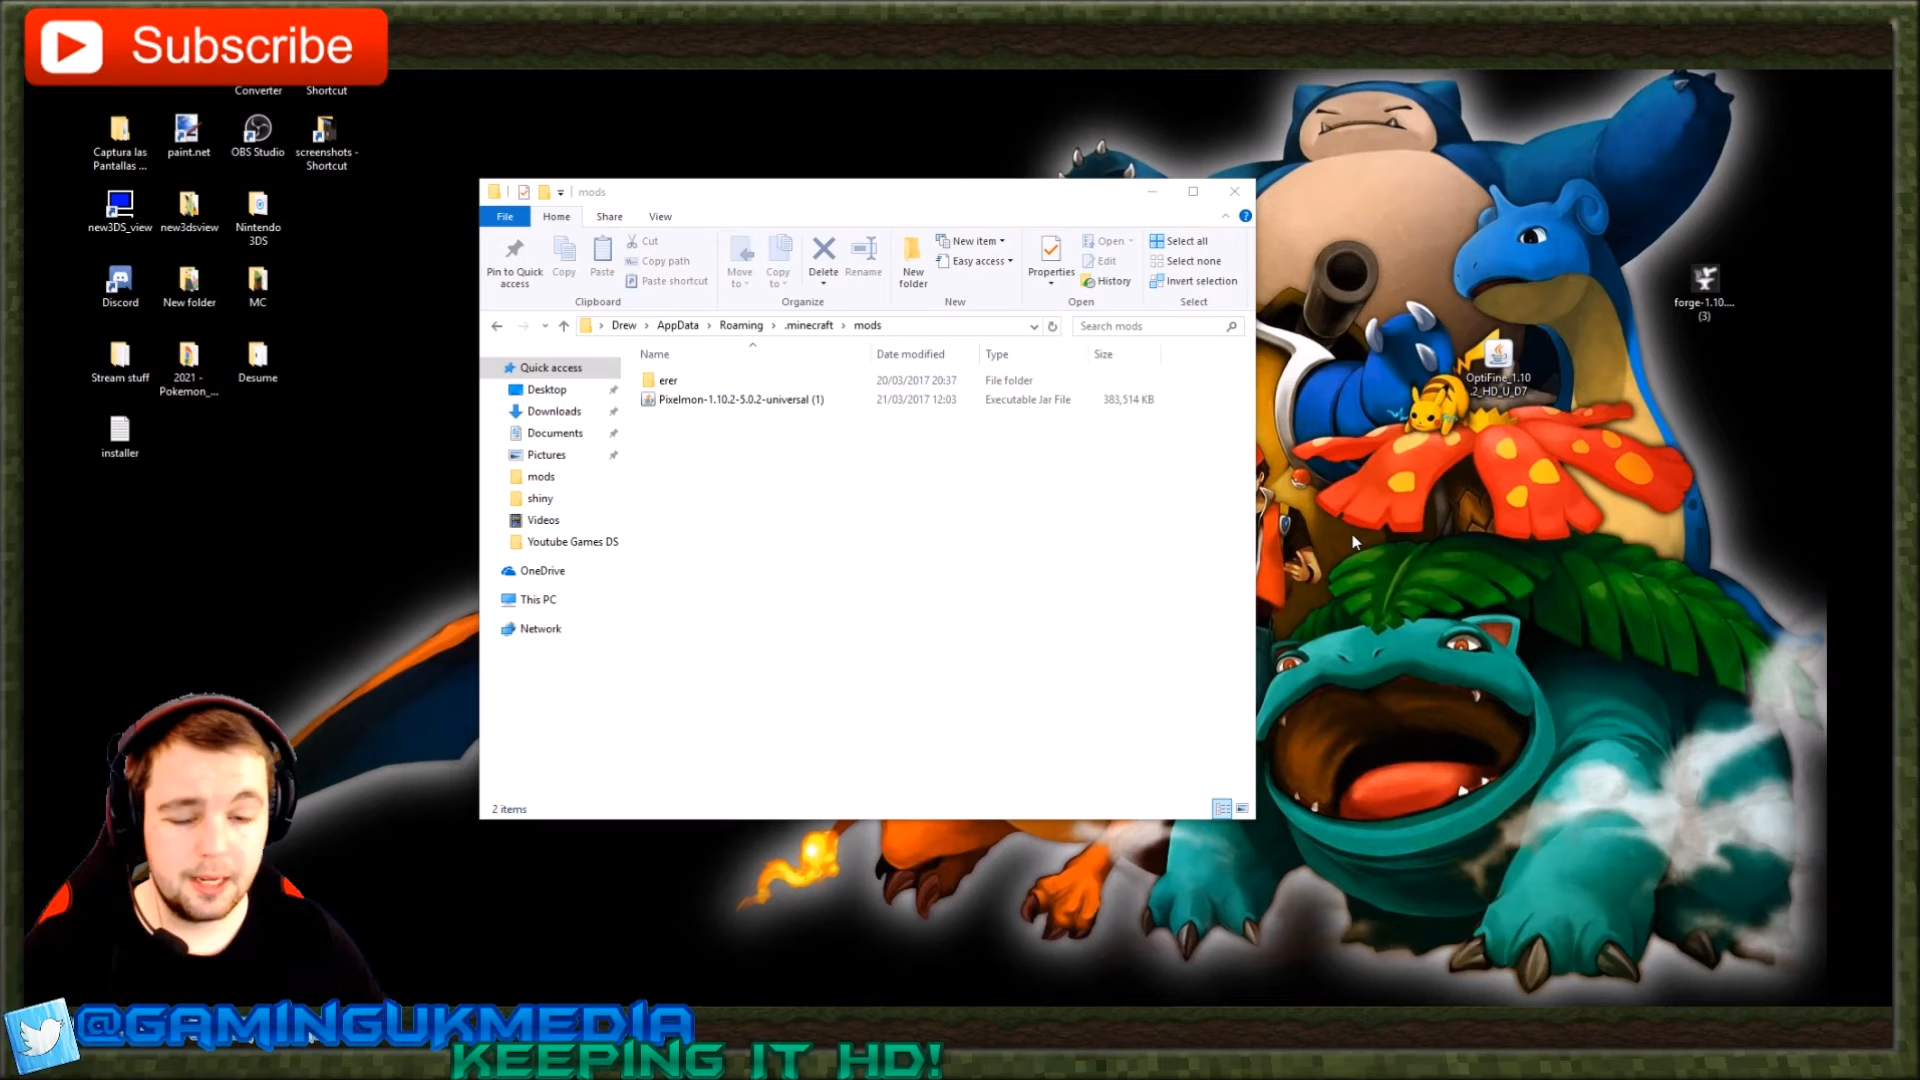 Subscribe
Converter
Shortcut
Captura las
Pantallas ...
paint.net
OBS Studio
screenshots -
Shortcut
new3DS_view
new3dsview
Nintendo
3DS
Discord
New folder
MC
Stream stuff
2021 -
Pokemon_...
Desume
installer
mods
File
Home
Share
View
Pin to Quick
access
Copy
Paste
Cut
Copy path
Paste shortcut
Clipboard
Move
to
Copy
to
Delete
Rename
Organize
New
folder
New item
Easy access
New
Properties
Open
Edit
History
Open
Select all
Select none
Invert selection
Select
Drew
AppData
Roaming
.minecraft
mods
Search mods
Name
Date modified
Type
Size
erer
20/03/2017 20:37
File folder
Pixelmon-1.10.2-5.0.2-universal (1)
21/03/2017 12:03
Executable Jar File
383,514 KB
Quick access
Desktop
Downloads
Documents
Pictures
mods
shiny
Videos
Youtube Games DS
OneDrive
This PC
Network
2 items
forge-1.10....
(3)
OptiFine_1.10
.2_HD_U_D7
@GAMINGUKMEDIA
KEEPING IT HD!